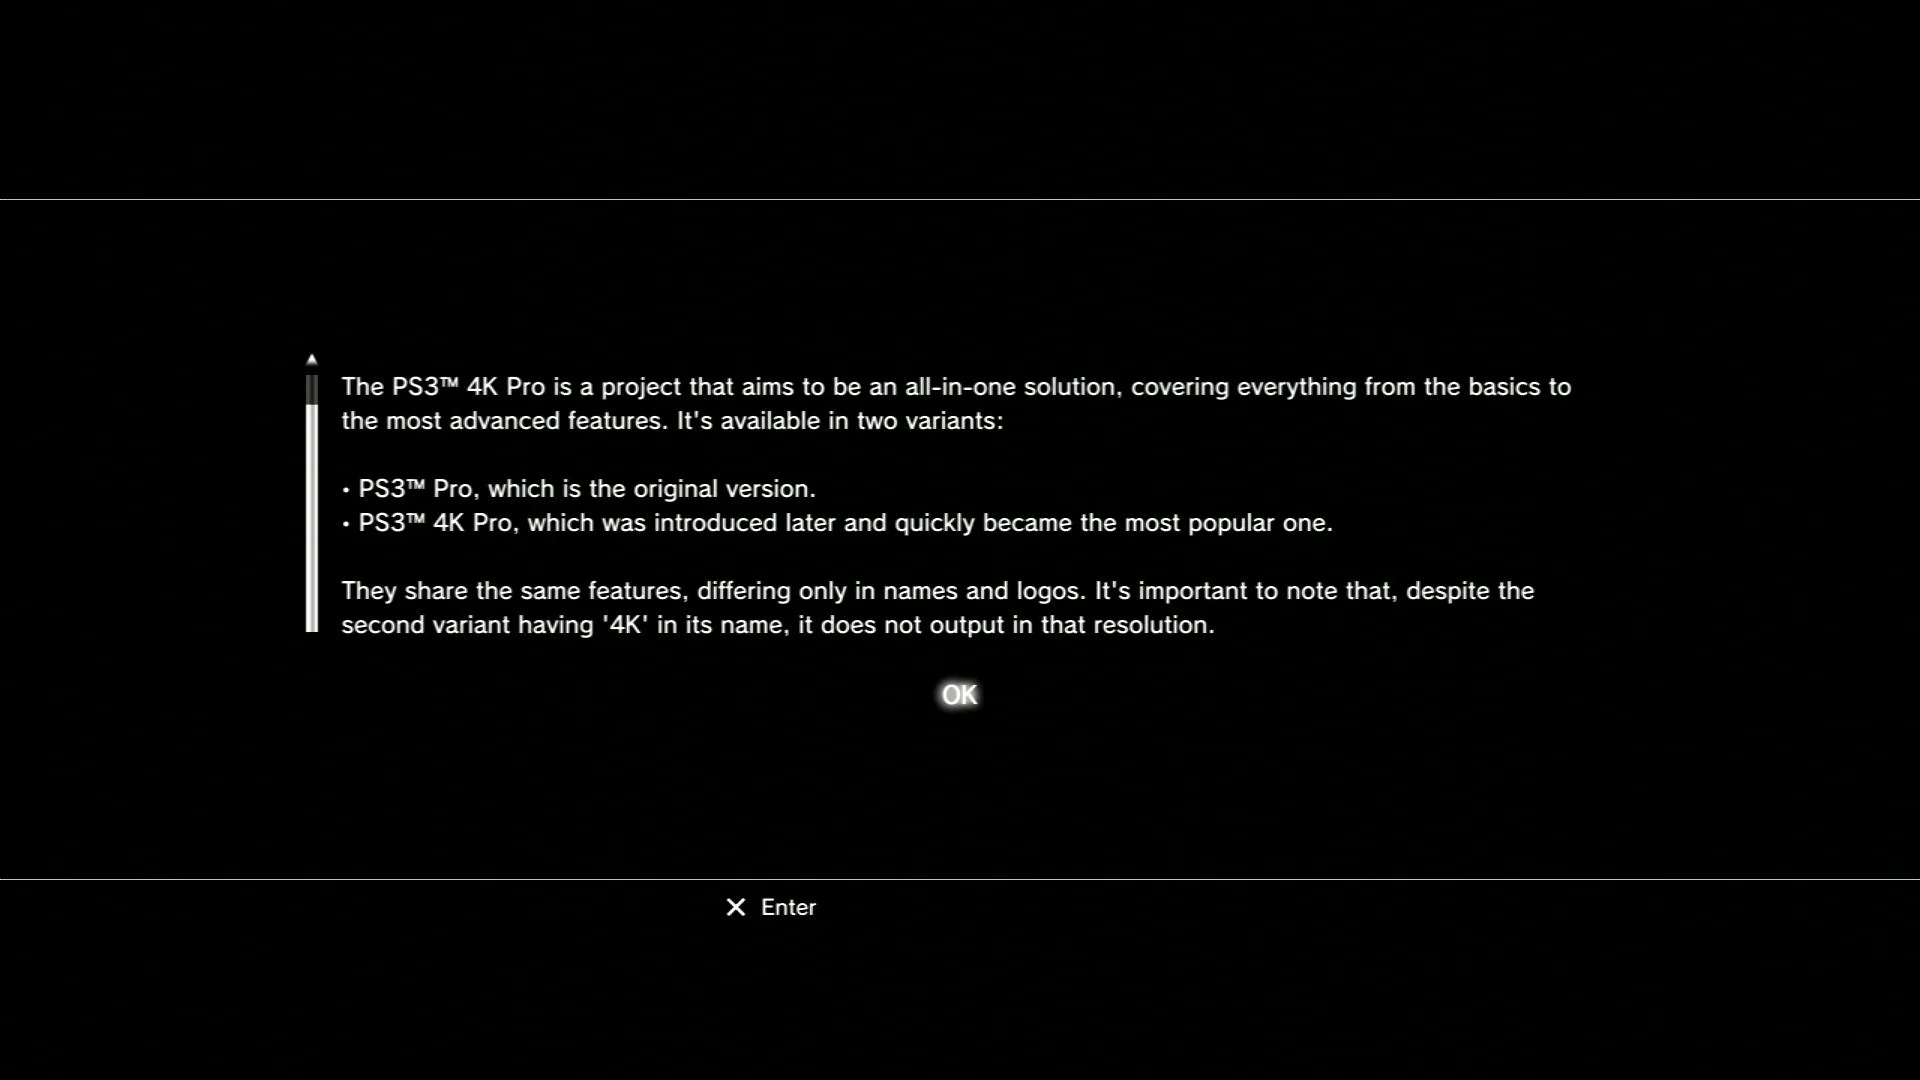 The PS3™ 4K Pro is a project that aims to be an all-in-one solution, covering everything from the basics to
the most advanced features. It's available in two variants:
• PS3™ Pro, which is the original version.
• PS3™ 4K Pro, which was introduced later and quickly became the most popular one.
They share the same features, differing only in names and logos. It's important to note that, despite the
second variant having '4K' in its name, it does not output in that resolution.
OK
✕ Enter